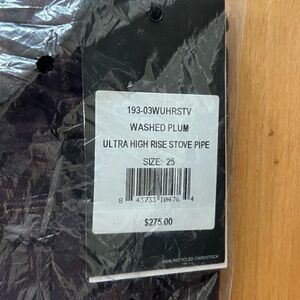 193-03WUHRSTV
WASHED PLUM
ULTRA HIGH RISE STOVE PIPE
SIZE: 25
8 43733 10476 4
$275.00
100% RECYCLED CARDSTOCK